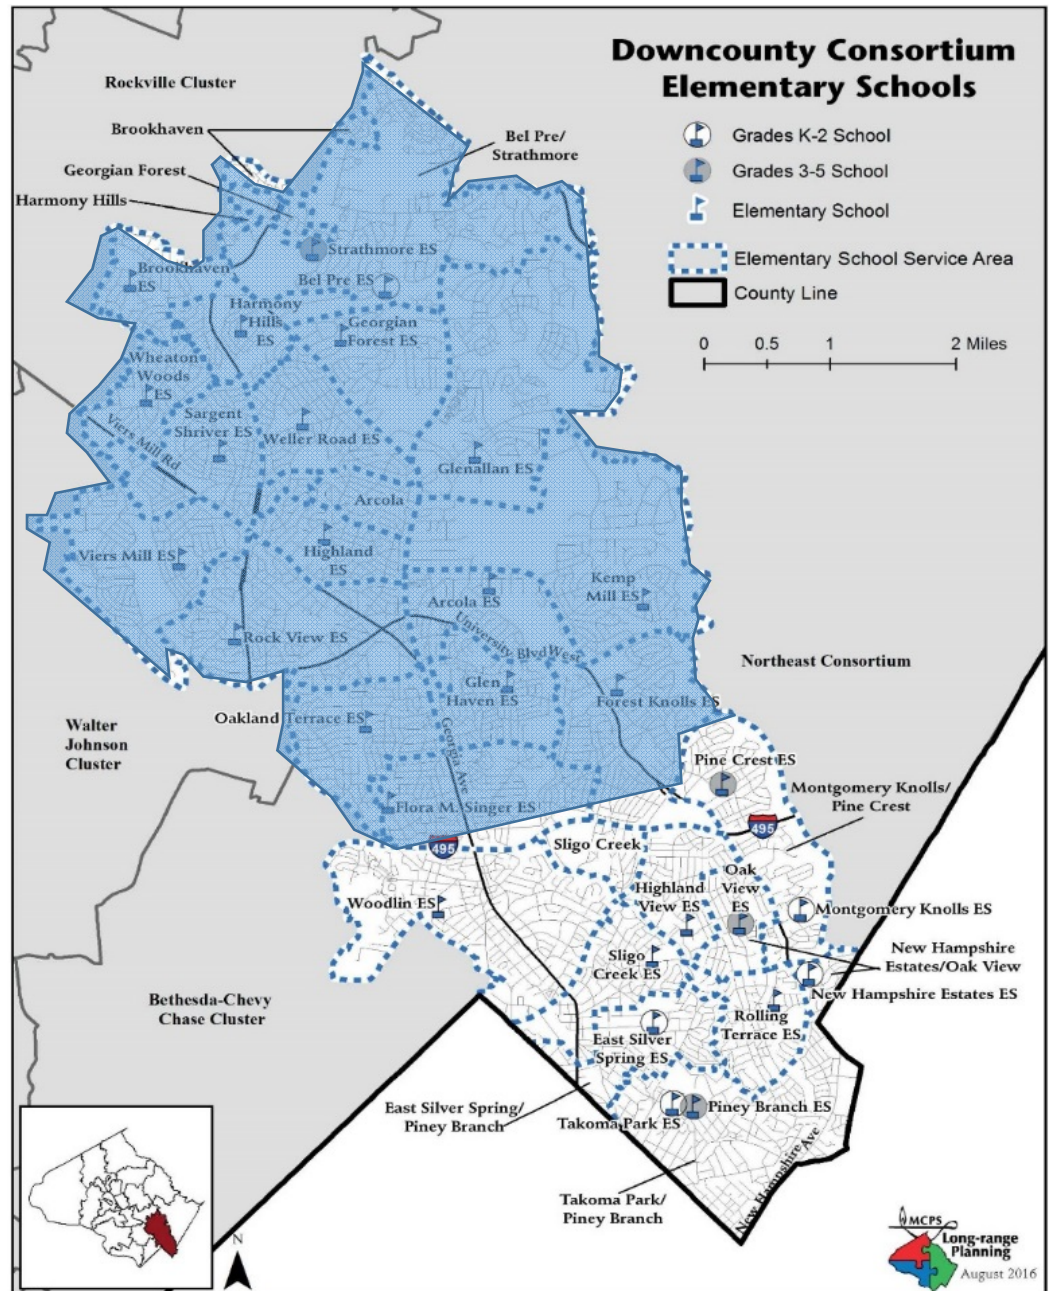 Downcounty Consortium
Elementary Schools
Grades K-2 School
Grades 3-5 School
Elementary School
Elementary School Service Area
County Line
0 0.5 1 2 Miles
Rockville Cluster
Brookhaven
Bel Pre/
Strathmore
Georgian Forest
Harmony Hills
Strathmore ES
Brookhaven
ES
Bel Pre ES
Harmony
Hills
ES
Georgian
Forest ES
Wheaton
Woods
ES
Sargent
Shriver ES
Weller Road ES
Viers Mill Rd
Glenallan ES
Arcola
Highland
ES
Viers Mill ES
Arcola ES
Kemp
Mill ES
University Blvd West
Rock View ES
Northeast Consortium
Glen
Haven ES
Forest Knolls ES
Oakland Terrace ES
Walter
Johnson
Cluster
Georgia Ave
Pine Crest ES
Montgomery Knolls/
Pine Crest
Flora M. Singer ES
495
495
Sligo Creek
Oak
View
ES
Highland
View ES
Woodlin ES
Montgomery Knolls ES
New Hampshire
Estates/Oak View
Sligo
Creek ES
New Hampshire Estates ES
Bethesda-Chevy
Chase Cluster
Rolling
Terrace ES
East Silver
Spring ES
East Silver Spring/
Piney Branch
Takoma Park ES
Piney Branch ES
New Hampshire Ave
Takoma Park/
Piney Branch
N
MCPS
Long-range
Planning
August 2016